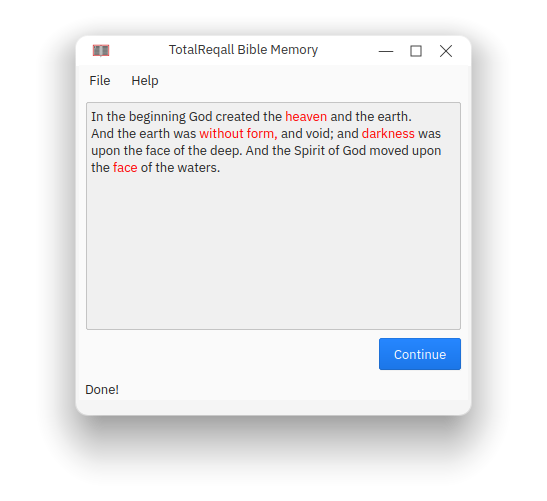 TotalReqall Bible Memory
File Help
In the beginning God created the heaven and the earth.
And the earth was without form, and void; and darkness was
upon the face of the deep. And the Spirit of God moved upon
the face of the waters.
Continue
Done!